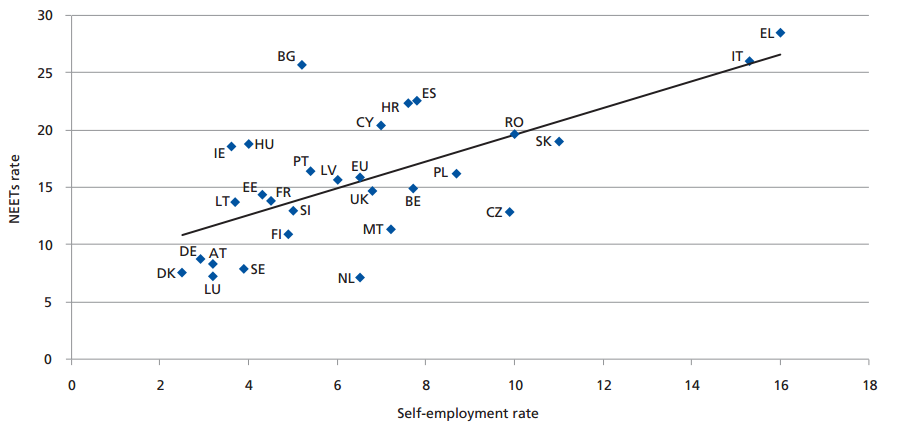 30
EL
BG
IT
25
ES
HR
CY
RO
20
SK
HU
IE
PT
LV
EU
PL
15
EE
FR
LT
UK
BE
SI
CZ
MT
FI
10
DE
AT
DK
SE
NL
LU
5
0
NEETs rate
0 2 4 6 8 10 12 14 16 18
Self-employment rate